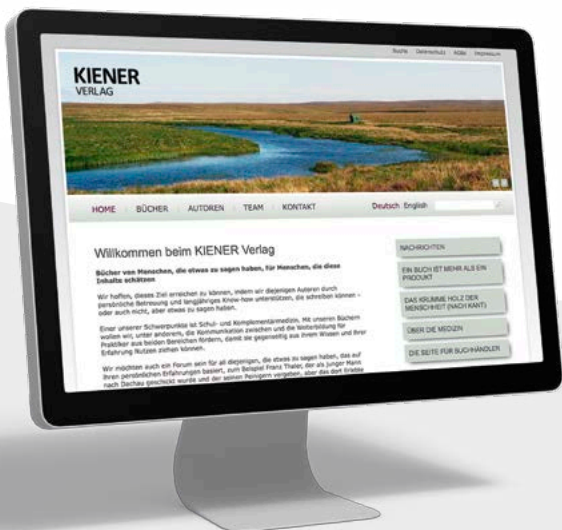 Suche Datenschutz AGBs Impressum
KIENER
VERLAG
HOME BÜCHER AUTOREN TEAM KONTAKT
Deutsch English
Willkommen beim KIENER Verlag
Bücher von Menschen, die etwas zu sagen haben, für Menschen, die diese
Inhalte schätzen
Wir hoffen, dieses Ziel erreichen zu können, indem wir diejenigen Autoren durch
persönliche Betreuung und langjähriges Know-how unterstützen, die schreiben können –
oder auch nicht, aber etwas zu sagen haben.
Einer unserer Schwerpunkte ist Schul- und Komplementärmedizin. Mit unseren Büchern
wollen wir, unter anderem, die Kommunikation zwischen und die Weiterbildung für
Praktiker aus beiden Bereichen fördern, damit sie gegenseitig aus ihrem Wissen und ihrer
Erfahrung Nutzen ziehen können.
Wir möchten auch ein Forum sein für all diejenigen, die etwas zu sagen haben, das auf
ihren persönlichen Erfahrungen basiert, zum Beispiel Franz Thaler, der als junger Mann
nach Dachau geschickt wurde und der seinen Peinigern vergeben, aber das dort Erlebte
NACHRICHTEN
EIN BUCH IST MEHR ALS EIN
PRODUKT
DAS KRUMME HOLZ DER
MENSCHHEIT (NACH KANT)
ÜBER DIE MEDIZIN
DIE SEITE FÜR BUCHHÄNDLER